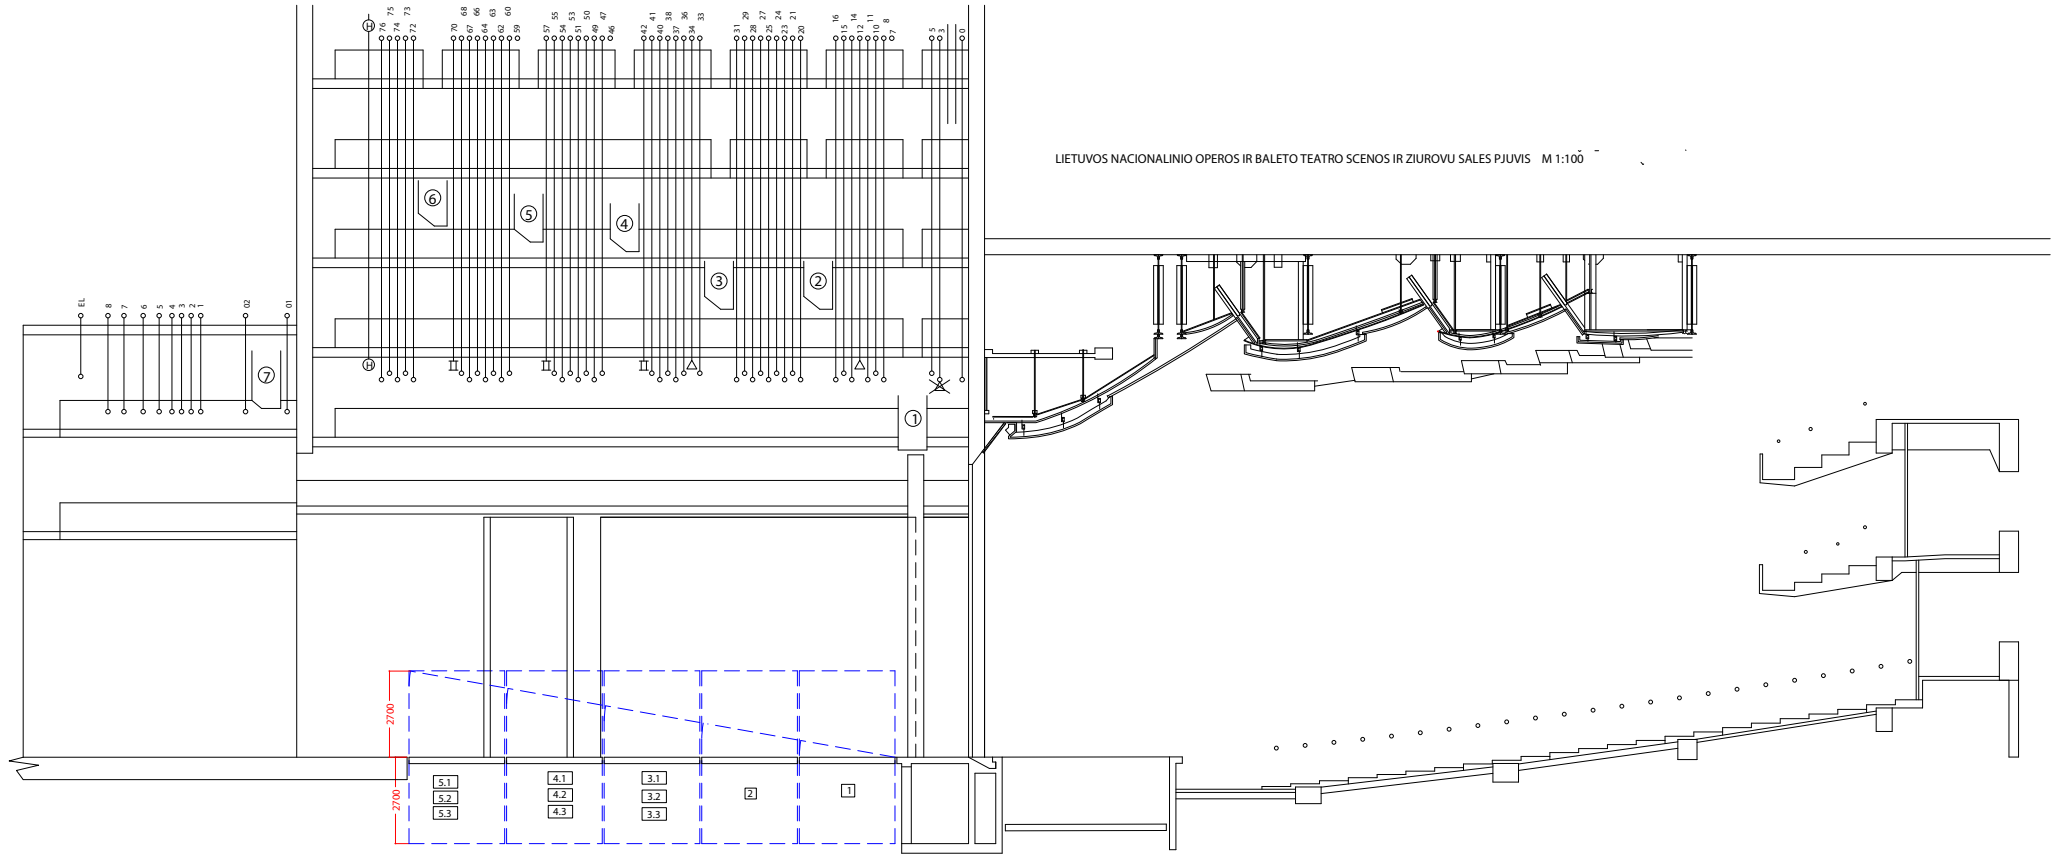 H 76 75 74 73 72 70 68 67 66 64 63 62 60 59 57 55 54 53 51 50 49 47 46 42 41 40 38 37 36 34 33 31 29 28 27 25 24 23 21 20 16 15 14 12 11 10 8 7 5 3 0
LIETUVOS NACIONALINIO OPEROS IR BALETO TEATRO SCENOS IR ZIUROVU SALES PJUVIS M 1:100
6 5 4
3 2
EL 8 7 6 5 4 3 2 1 02 01
H
7
1
2700
2700
5.1 4.1 3.1
5.2 4.2 3.2 2 1
5.3 4.3 3.3